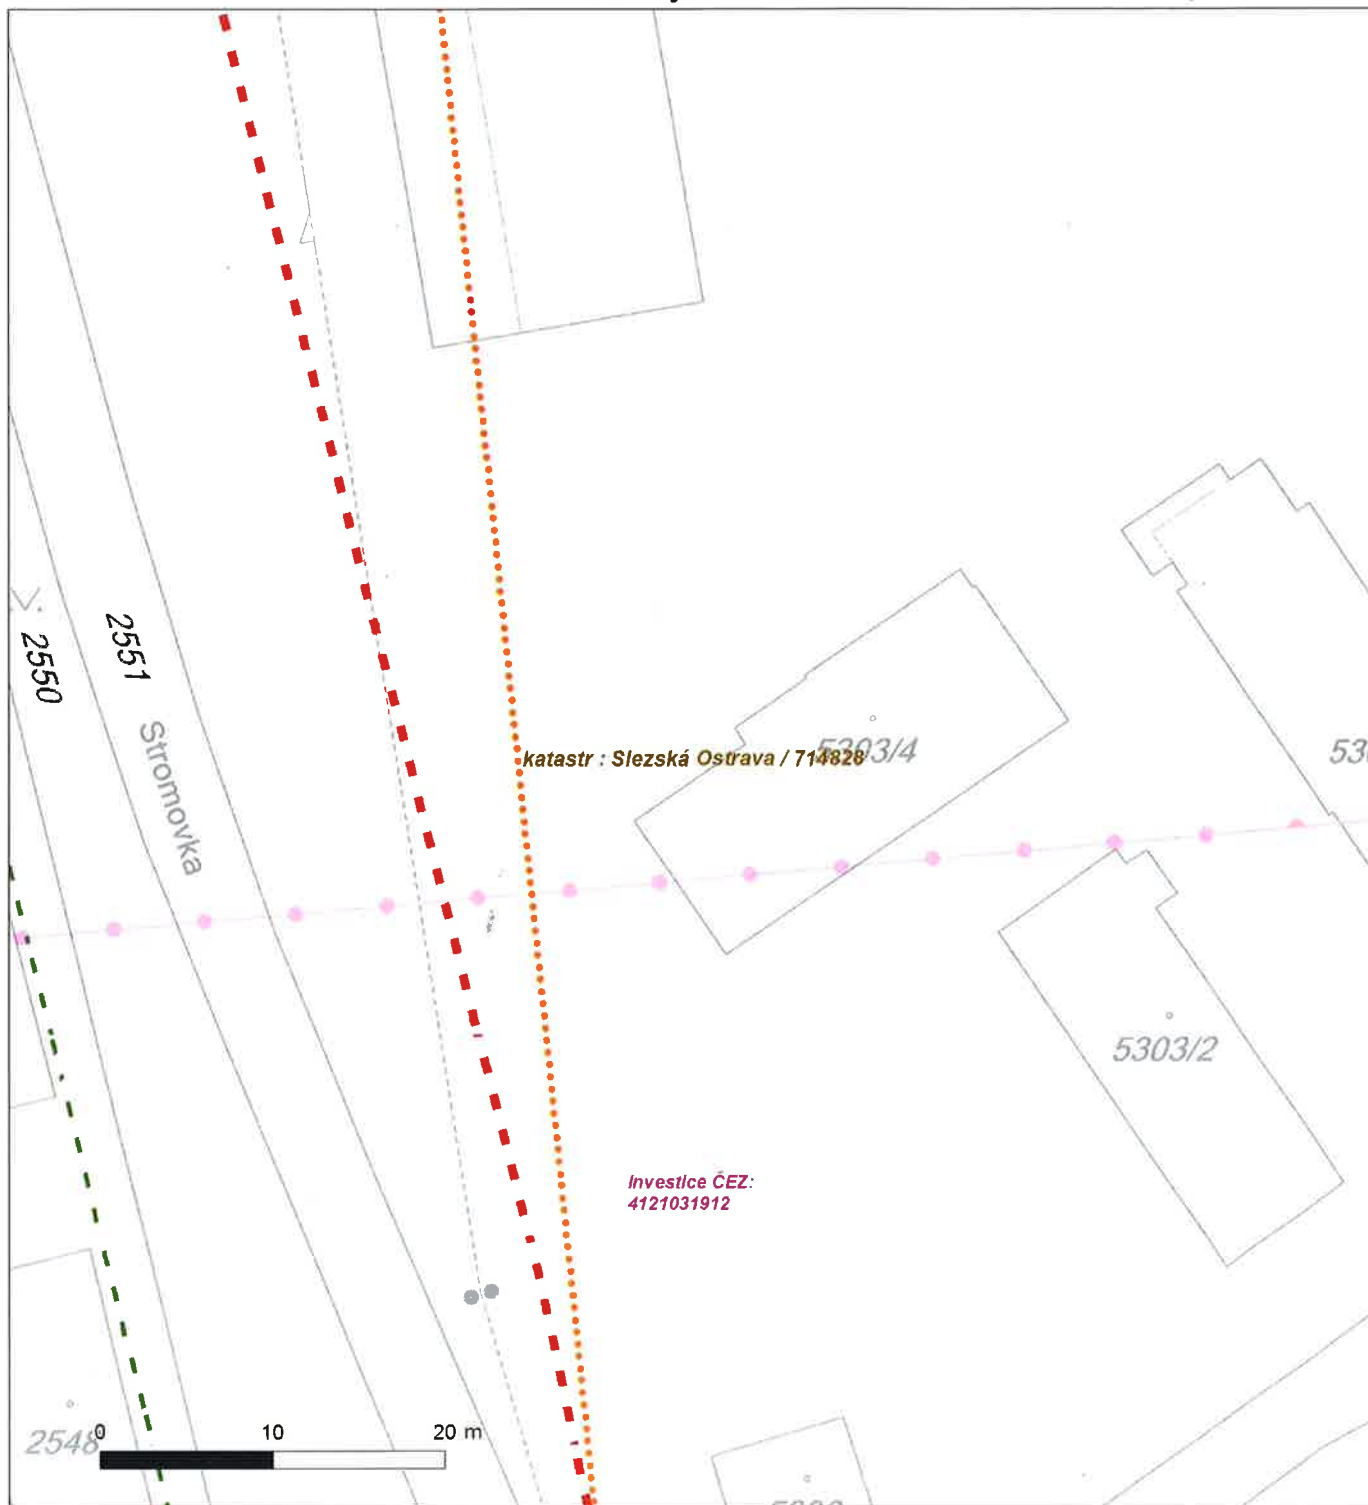 2551
2550
Stromovka
katastr : Slezská Ostrava / 714828
5303/4
5303/2
Investice ČEZ:
4121031912
2548
0 10 20 m